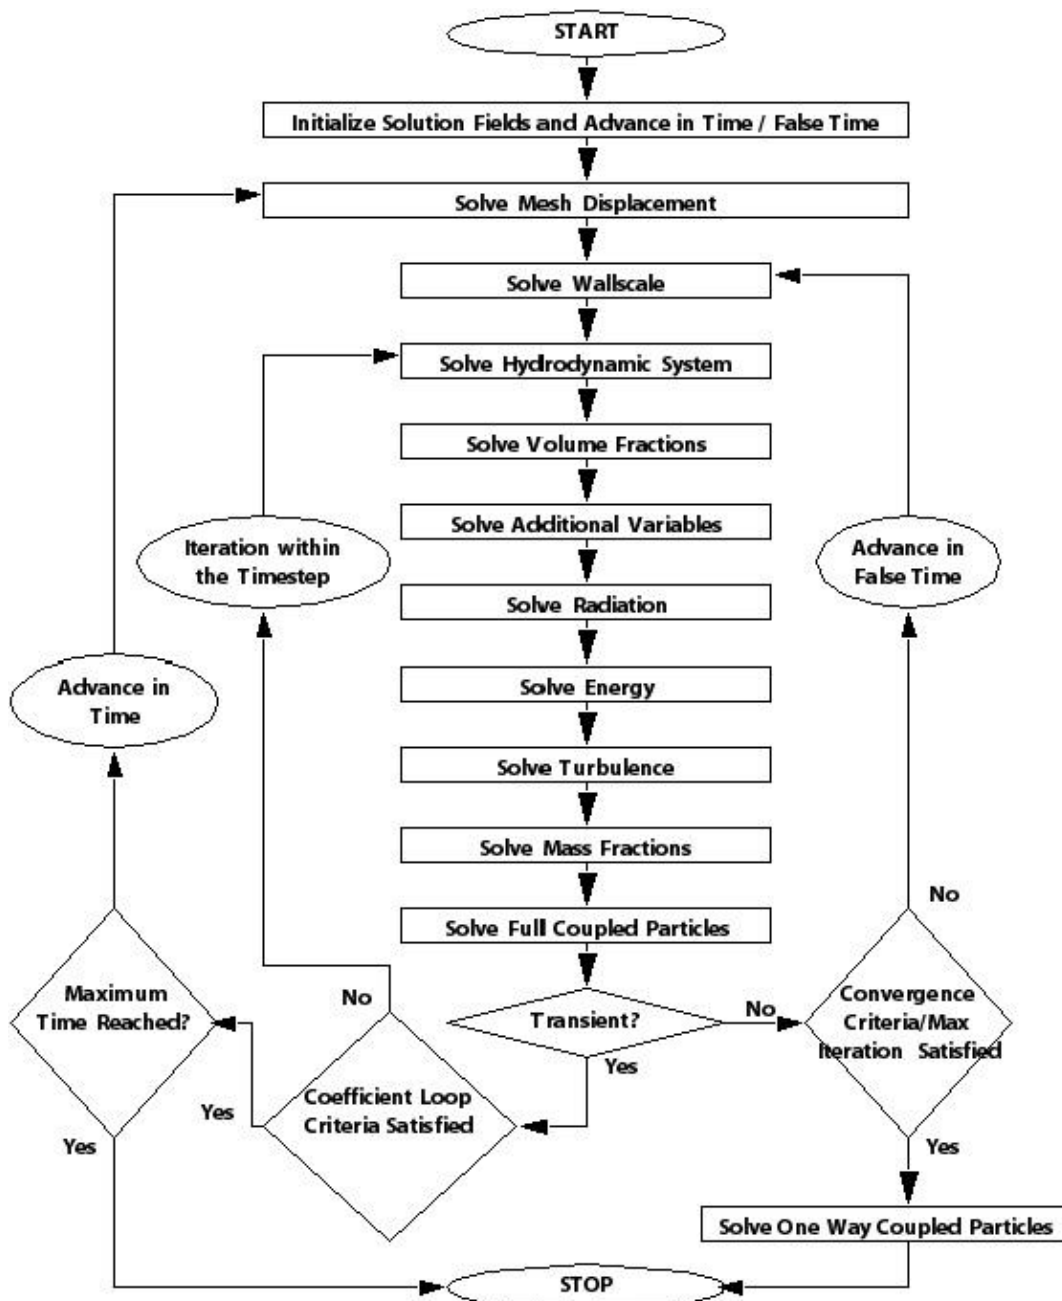 START
Initialize Solution Fields and Advance in Time / False Time
Solve Mesh Displacement
Solve Wallscale
Solve Hydrodynamic System
Solve Volume Fractions
Solve Additional Variables
Iteration within
the Timestep
Advance in
False Time
Solve Radiation
Solve Energy
Advance in
Time
Solve Turbulence
Solve Mass Fractions
Solve Full Coupled Particles
No
Maximum
Time Reached?
No
Transient?
No
Convergence
Criteria/Max
Iteration Satisfied
Yes
Coefficient Loop
Criteria Satisfied
Yes
Yes
Yes
Solve One Way Coupled Particles
STOP